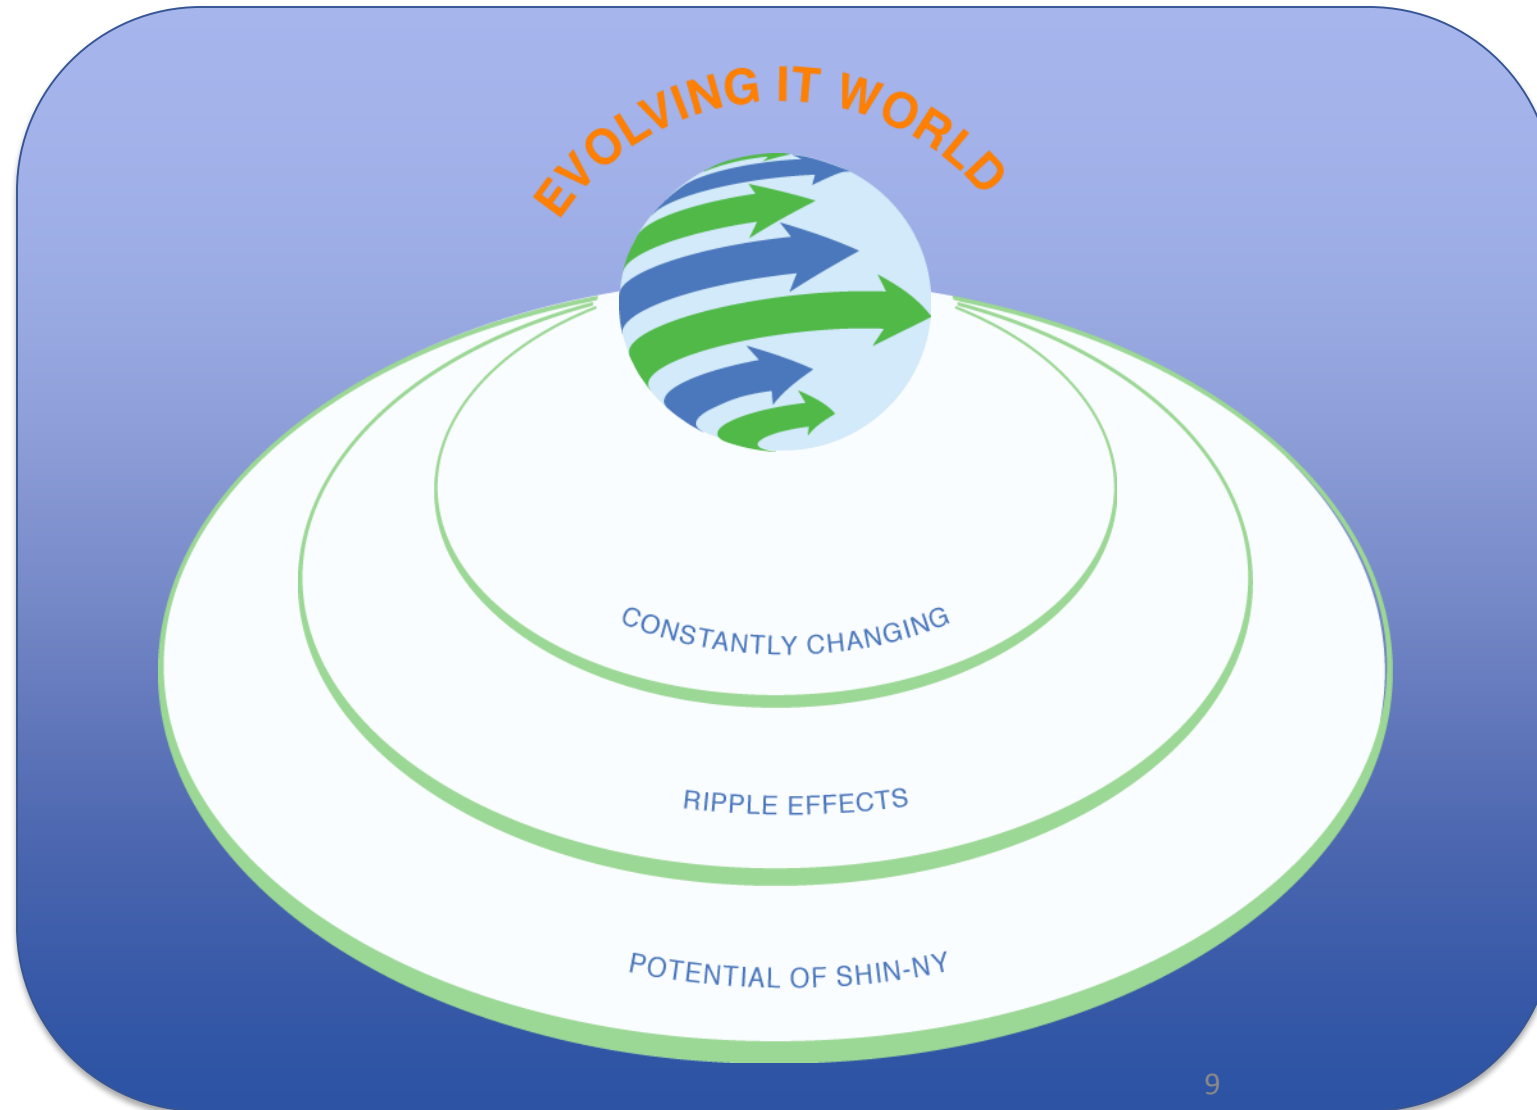 EVOLVING IT WORLD
CONSTANTLY CHANGING
RIPPLE EFFECTS
POTENTIAL OF SHIN-NY
9